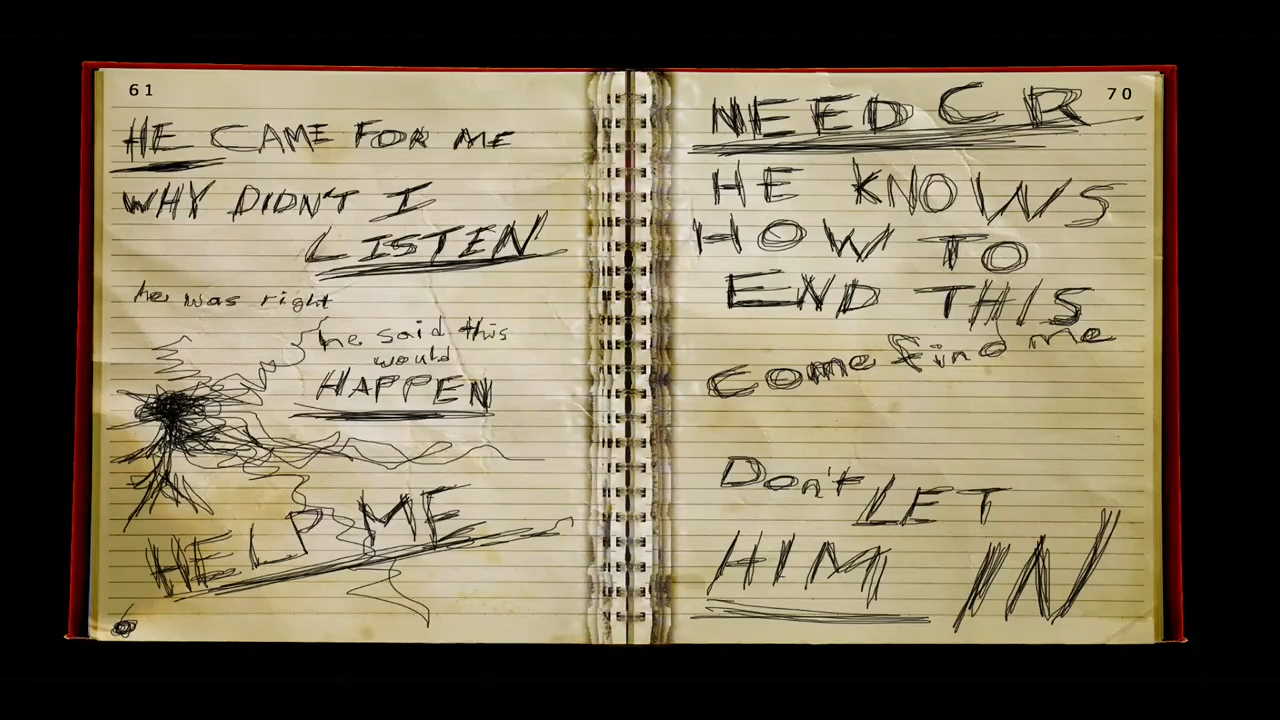 61
HE CAME FOR ME
WHY DIDN'T I
LISTEN
he was right
he said this
would
HAPPEN
HELP ME
70
NEED CR
HE KNOWS
HOW TO
END THIS
come find me
Don't LET
HIM IN